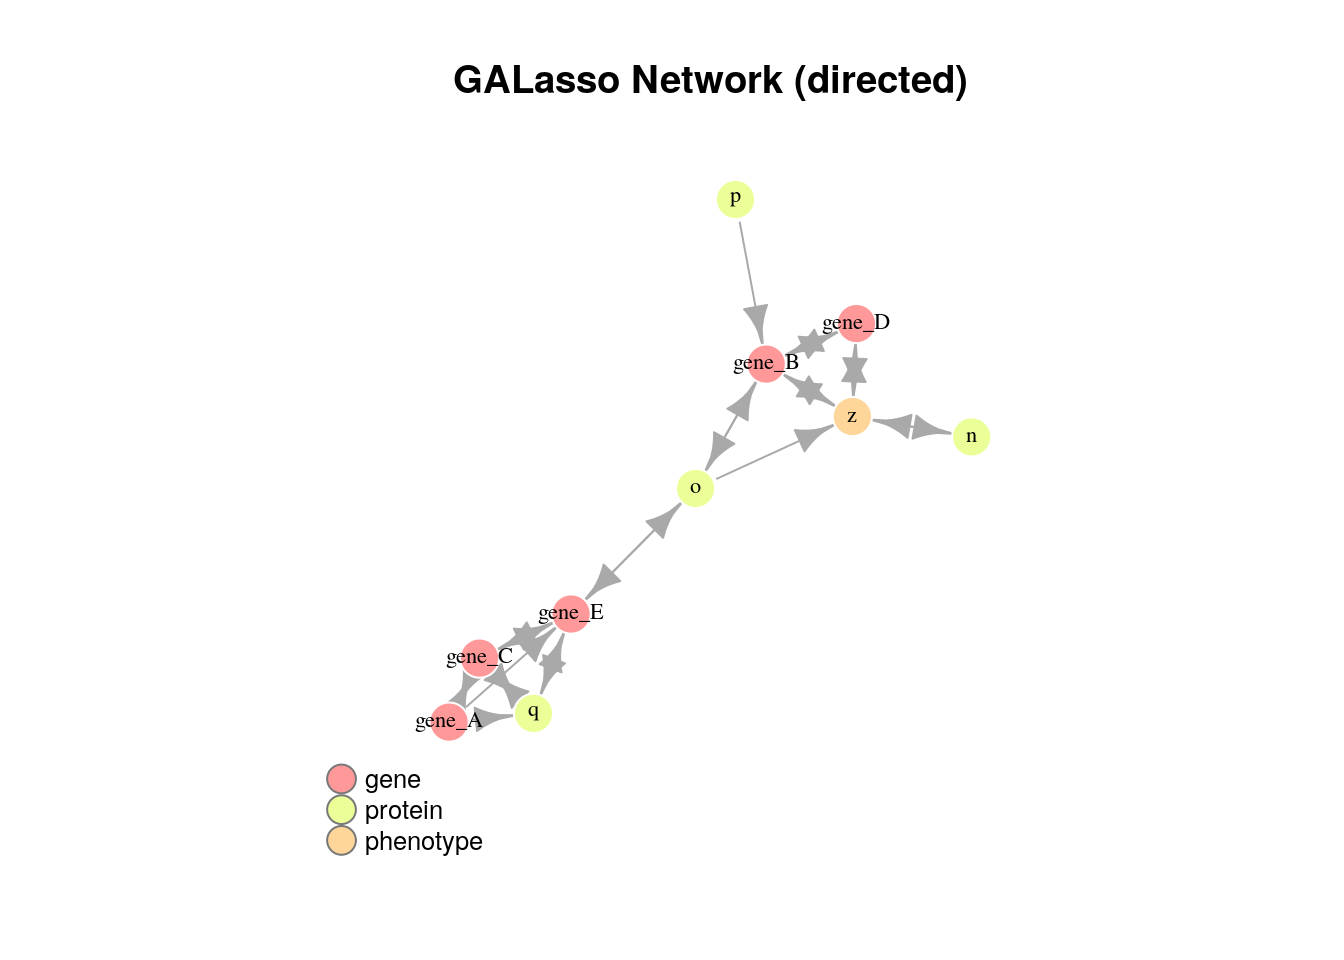 GALasso Network (directed)
p
gene_D
gene_B
z
n
o
gene_E
gene_C
q
gene_A
gene
protein
phenotype